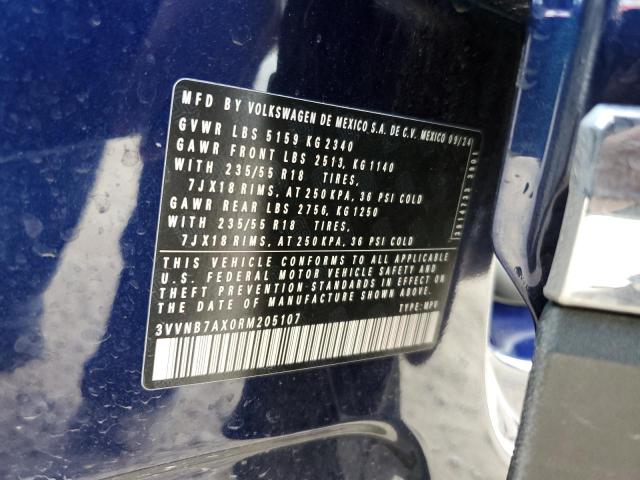 MFD BY VOLKSWAGEN DE MEXICO S.A. DE C.V. MEXICO 09/24
GVWR LBS 5159 KG 2340
GAWR FRONT LBS 2513, KG 1140
WITH 235/55 R18 TIRES,
7JX18 RIMS, AT 250 KPA, 36 PSI COLD
GAWR REAR LBS 2756, KG 1250
WITH 235/55 R18 TIRES,
7JX18 RIMS, AT 250 KPA, 36 PSI COLD
THIS VEHICLE CONFORMS TO ALL APPLICABLE
U.S. FEDERAL MOTOR VEHICLE SAFETY AND
THEFT PREVENTION STANDARDS IN EFFECT ON
THE DATE OF MANUFACTURE SHOWN ABOVE.
3VVNB7AX0RM205107 TYPE: MPV